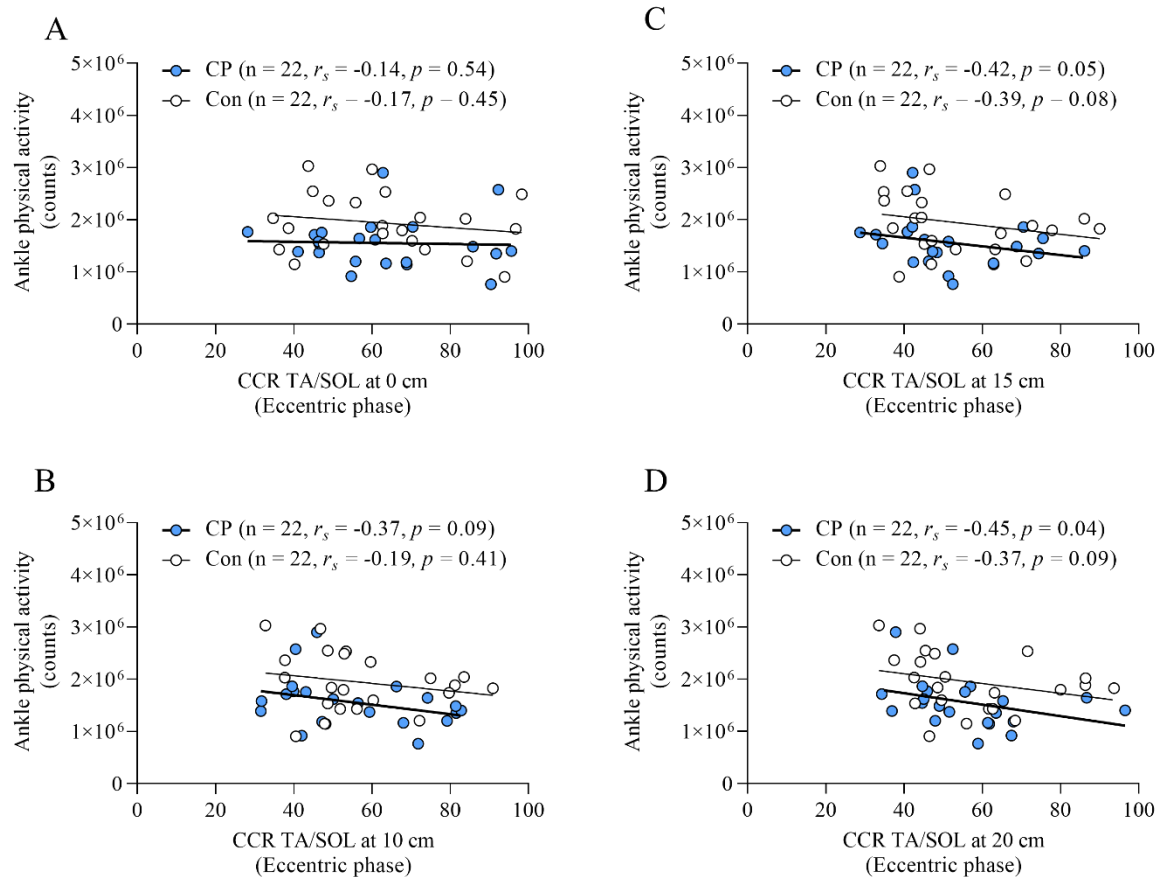 A
5×10⁶
4×10⁶
3×10⁶
2×10⁶
1×10⁶
0
Ankle physical activity
(counts)
CP (n = 22, rₛ = -0.14, p = 0.54)
Con (n = 22, rₛ – -0.17, p – 0.45)
0 20 40 60 80 100
CCR TA/SOL at 0 cm
(Eccentric phase)
B
5×10⁶
4×10⁶
3×10⁶
2×10⁶
1×10⁶
0
Ankle physical activity
(counts)
CP (n = 22, rₛ = -0.37, p = 0.09)
Con (n = 22, rₛ = -0.19, p = 0.41)
0 20 40 60 80 100
CCR TA/SOL at 10 cm
(Eccentric phase)
C
5×10⁶
4×10⁶
3×10⁶
2×10⁶
1×10⁶
0
Ankle physical activity
(counts)
CP (n = 22, rₛ = -0.42, p = 0.05)
Con (n = 22, rₛ – -0.39, p – 0.08)
0 20 40 60 80 100
CCR TA/SOL at 15 cm
(Eccentric phase)
D
5×10⁶
4×10⁶
3×10⁶
2×10⁶
1×10⁶
0
Ankle physical activity
(counts)
CP (n = 22, rₛ = -0.45, p = 0.04)
Con (n = 22, rₛ = -0.37, p = 0.09)
0 20 40 60 80 100
CCR TA/SOL at 20 cm
(Eccentric phase)